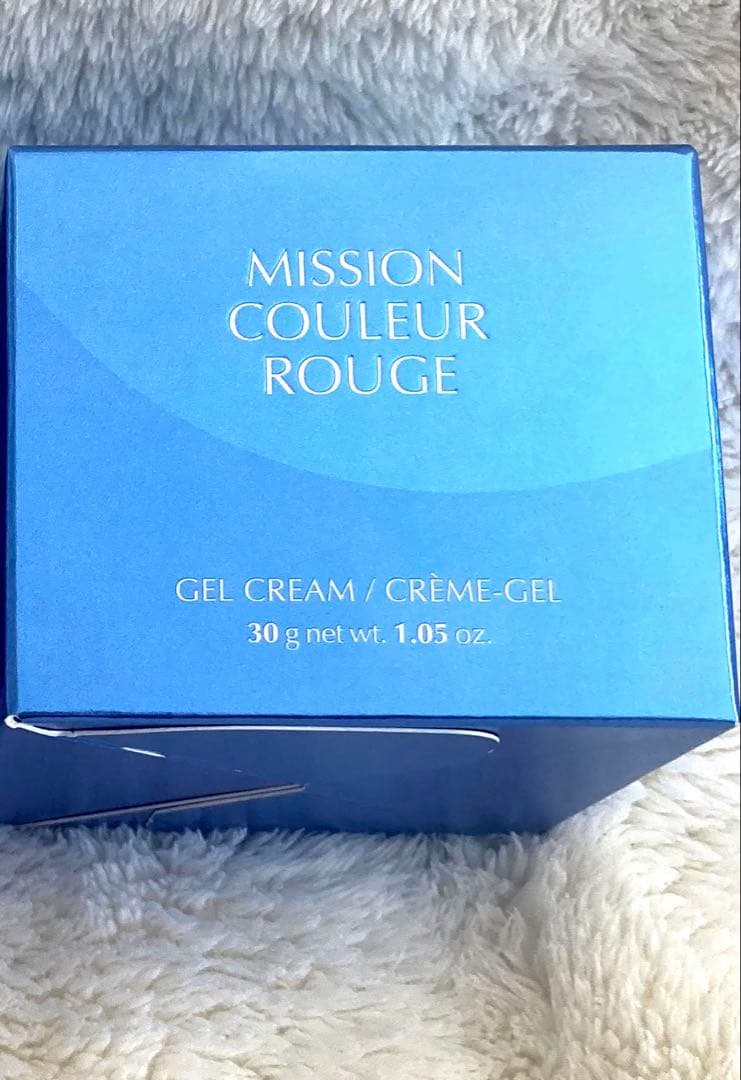 MISSION
COULEUR
ROUGE
GEL CREAM / CRÈME-GEL
30 g net wt. 1.05 oz.